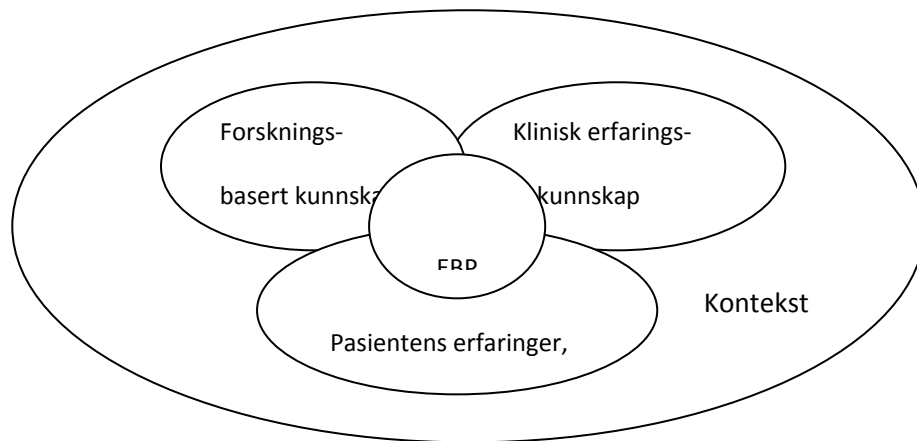 Forsknings-
basert kunnska
Klinisk erfarings-
kunnskap
EBP
Kontekst
Pasientens erfaringer,